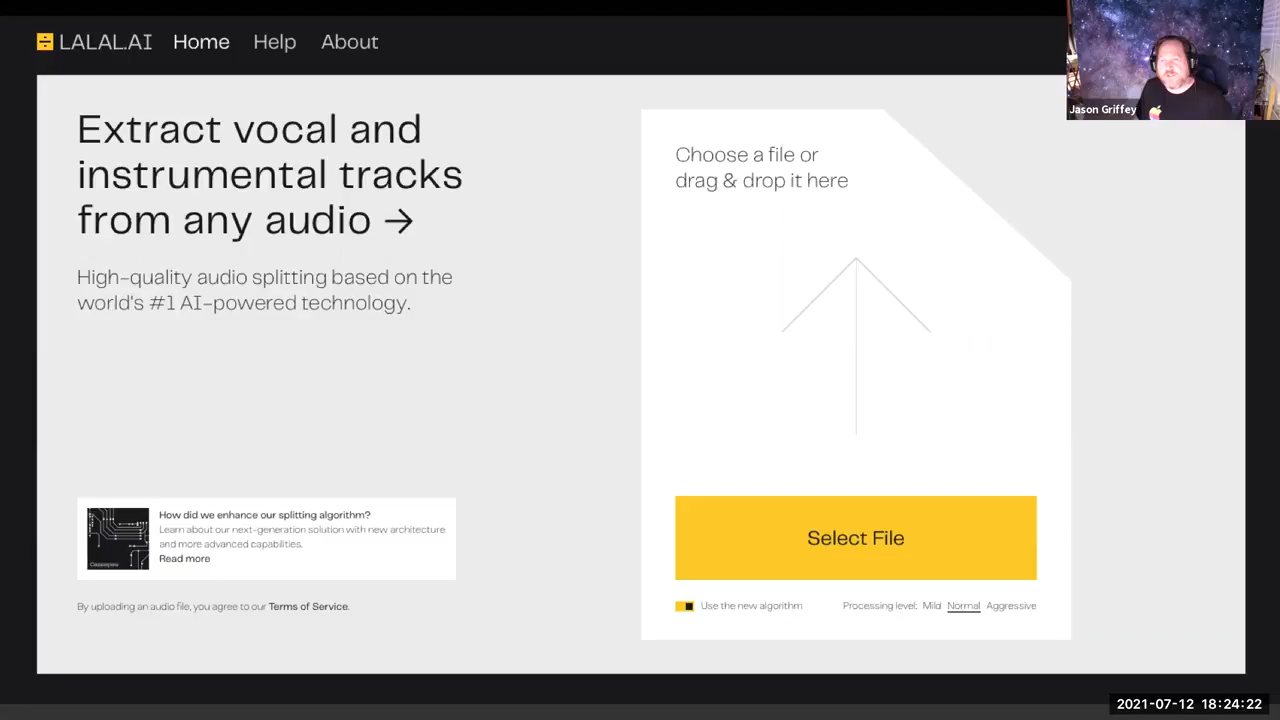 LALAL.AI Home Help About
Jason Griffey
Extract vocal and
instrumental tracks
from any audio →
High-quality audio splitting based on the
world's #1 AI-powered technology.
How did we enhance our splitting algorithm?
Learn about our next-generation solution with new architecture
and more advanced capabilities.
Read more
By uploading an audio file, you agree to our Terms of Service.
Choose a file or
drag & drop it here
Select File
Use the new algorithm
Processing level: Mild Normal Aggressive
2021-07-12 18:24:22